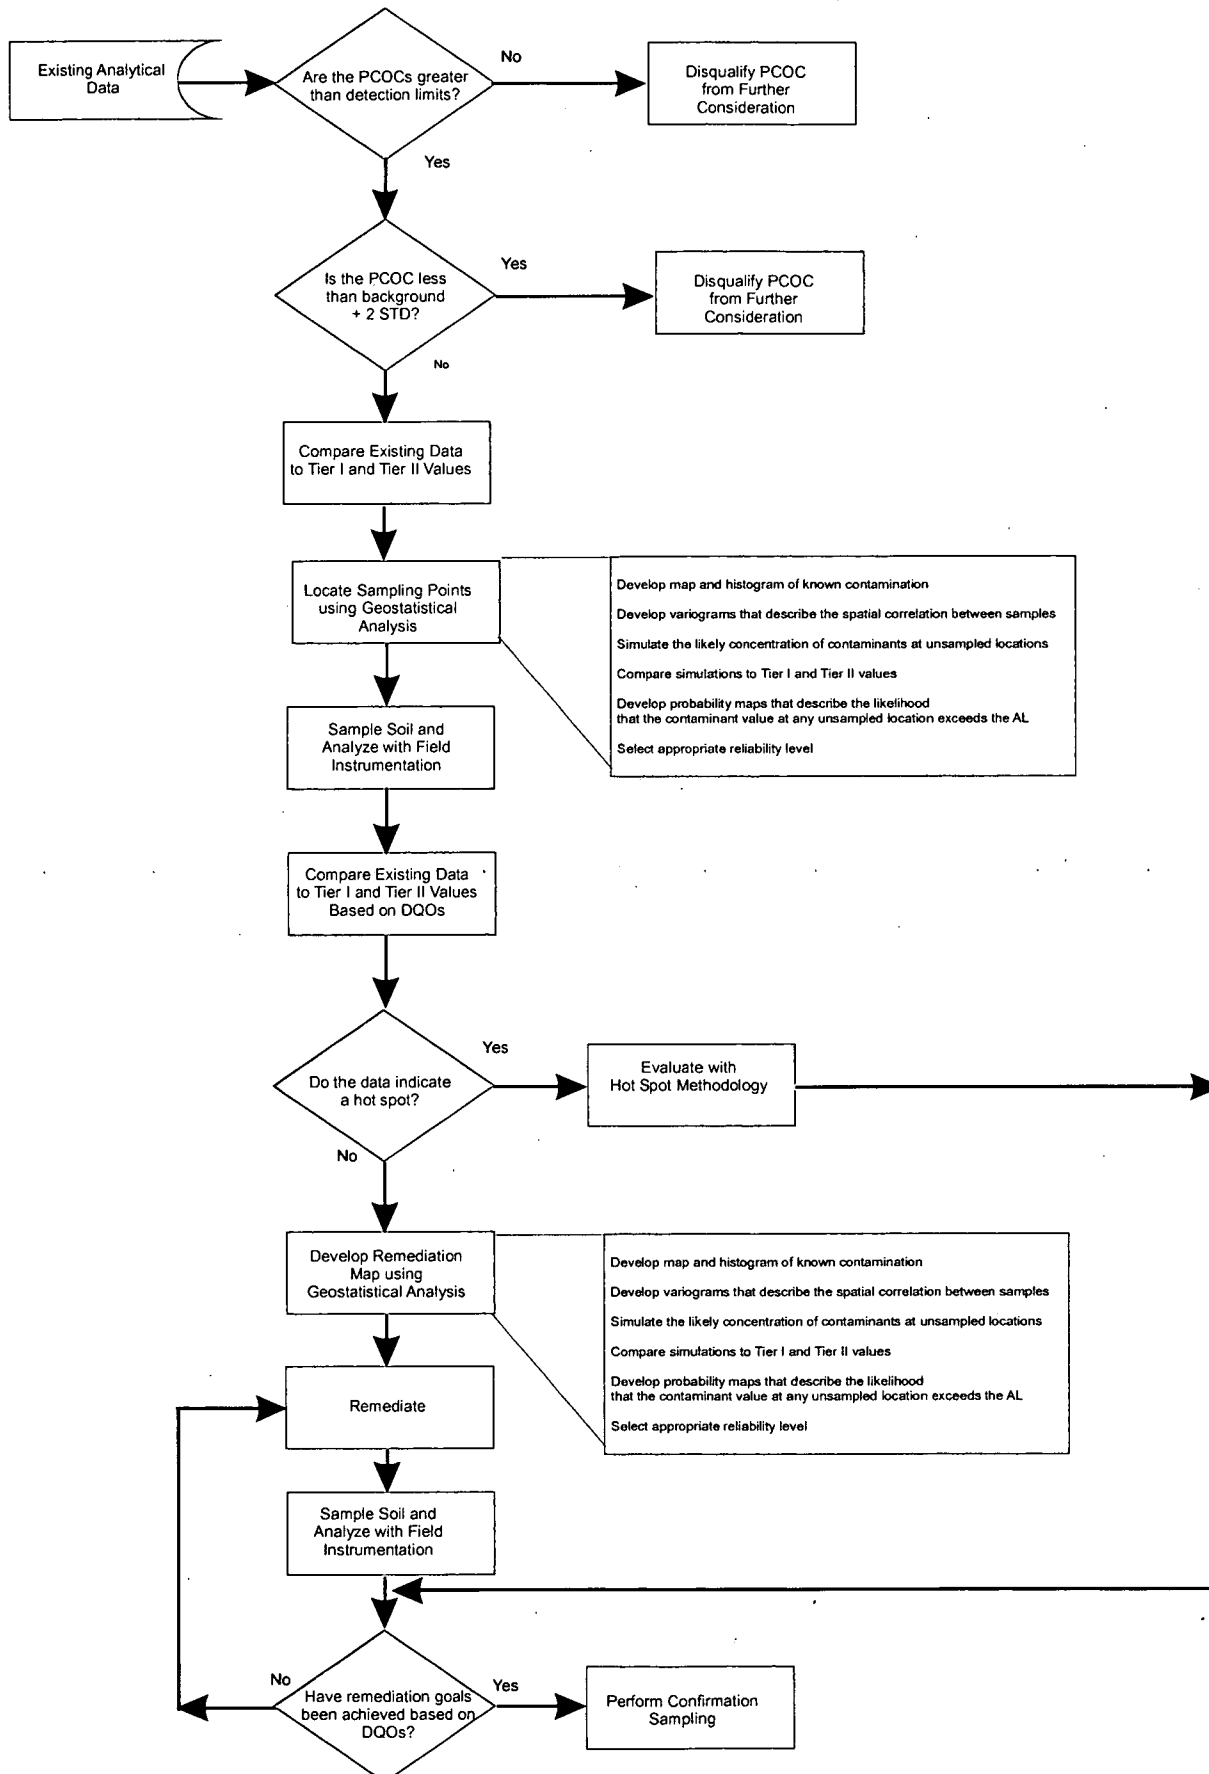 Existing Analytical
Data
Are the PCOCs greater
than detection limits?
No
Disqualify PCOC
from Further
Consideration
Yes
Is the PCOC less
than background
+ 2 STD?
Yes
Disqualify PCOC
from Further
Consideration
No
Compare Existing Data
to Tier I and Tier II Values
Locate Sampling Points
using Geostatistical
Analysis
Develop map and histogram of known contamination
Develop variograms that describe the spatial correlation between samples
Simulate the likely concentration of contaminants at unsampled locations
Compare simulations to Tier I and Tier II values
Develop probability maps that describe the likelihood
that the contaminant value at any unsampled location exceeds the AL
Select appropriate reliability level
Sample Soil and
Analyze with Field
Instrumentation
Compare Existing Data
to Tier I and Tier II Values
Based on DQOs
Do the data indicate
a hot spot?
Yes
Evaluate with
Hot Spot Methodology
No
Develop Remediation
Map using
Geostatistical Analysis
Develop map and histogram of known contamination
Develop variograms that describe the spatial correlation between samples
Simulate the likely concentration of contaminants at unsampled locations
Compare simulations to Tier I and Tier II values
Develop probability maps that describe the likelihood
that the contaminant value at any unsampled location exceeds the AL
Select appropriate reliability level
Remediate
Sample Soil and
Analyze with Field
Instrumentation
No
Have remediation goals
been achieved based on
DQOs?
Yes
Perform Confirmation
Sampling